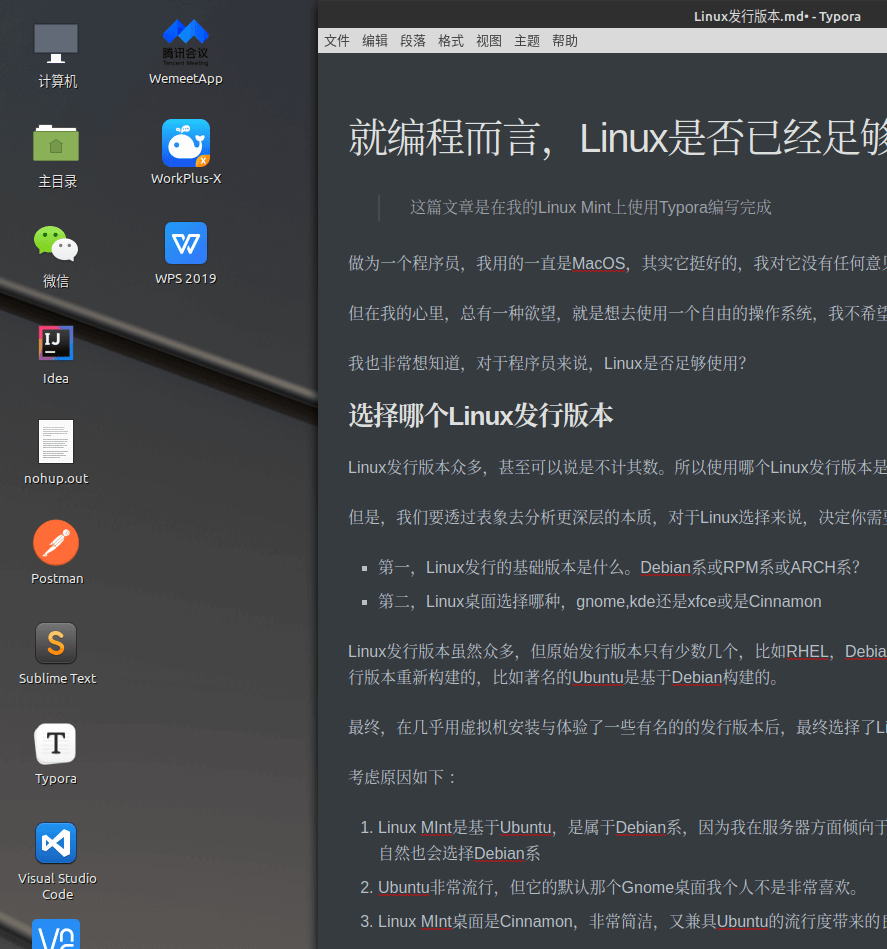 Linux发行版本.md• - Typora
文件 编辑 段落 格式 视图 主题 帮助
计算机
腾讯会议
Tencent Meeting
WemeetApp
主目录
X
WorkPlus-X
微信
W
WPS 2019
IJ
Idea
nohup.out
Postman
S
Sublime Text
T
Typora
Visual Studio
Code
就编程而言，Linux是否已经足够
这篇文章是在我的Linux Mint上使用Typora编写完成
做为一个程序员，我用的一直是MacOS，其实它挺好的，我对它没有任何意见
但在我的心里，总有一种欲望，就是想去使用一个自由的操作系统，我不希望
我也非常想知道，对于程序员来说，Linux是否足够使用？
选择哪个Linux发行版本
Linux发行版本众多，甚至可以说是不计其数。所以使用哪个Linux发行版本是
但是，我们要透过表象去分析更深层的本质，对于Linux选择来说，决定你需要
第一，Linux发行的基础版本是什么。Debian系或RPM系或ARCH系？
第二，Linux桌面选择哪种，gnome,kde还是xfce或是Cinnamon
Linux发行版本虽然众多，但原始发行版本只有少数几个，比如RHEL，Debia
行版本重新构建的，比如著名的Ubuntu是基于Debian构建的。
最终，在几乎用虚拟机安装与体验了一些有名的的发行版本后，最终选择了Li
考虑原因如下：
1. Linux MInt是基于Ubuntu，是属于Debian系，因为我在服务器方面倾向于
自然也会选择Debian系
2. Ubuntu非常流行，但它的默认那个Gnome桌面我个人不是非常喜欢。
3. Linux MInt桌面是Cinnamon，非常简洁，又兼具Ubuntu的流行度带来的良